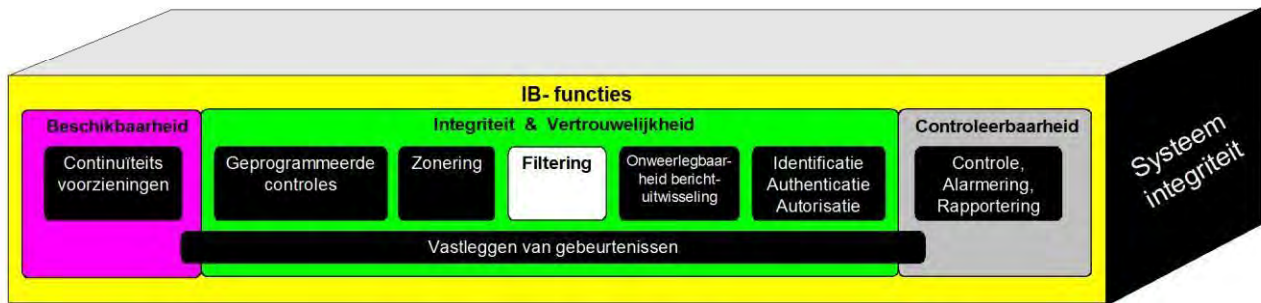 IB- functies
Beschikbaarheid
Continuïteits
voorzieningen
Integriteit & Vertrouwelijkheid
Geprogrammeerde
controles
Zonering
Filtering
Onweerlegbaar-
heid bericht-
uitwisseling
Identificatie
Authenticatie
Autorisatie
Controleerbaarheid
Controle,
Alarmering,
Rapportering
Vastleggen van gebeurtenissen
Systeem
integriteit